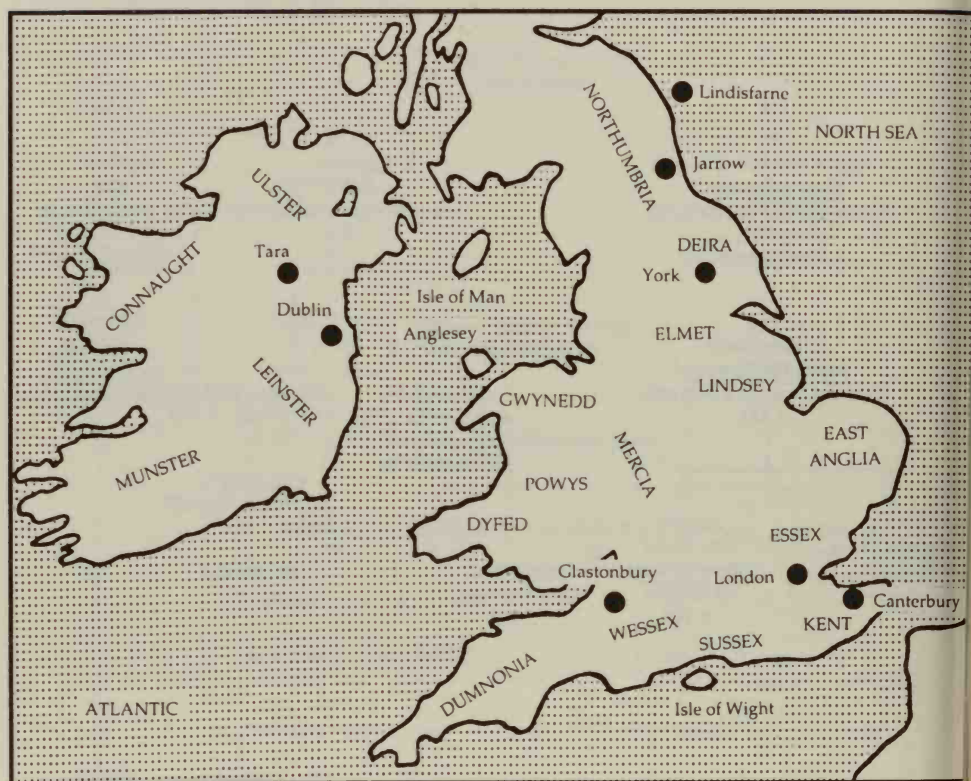 Lindisfarne
NORTH SEA
NORTHUMBRIA
Jarrow
ULSTER
DEIRA
Tara
York
CONNAUGHT
Isle of Man
Dublin
Anglesey
ELMET
LEINSTER
LINDSEY
GWYNEDD
EAST
ANGLIA
MERCIA
MUNSTER
POWYS
DYFED
ESSEX
Glastonbury
London
Canterbury
WESSEX
KENT
SUSSEX
DUMNONIA
ATLANTIC
Isle of Wight